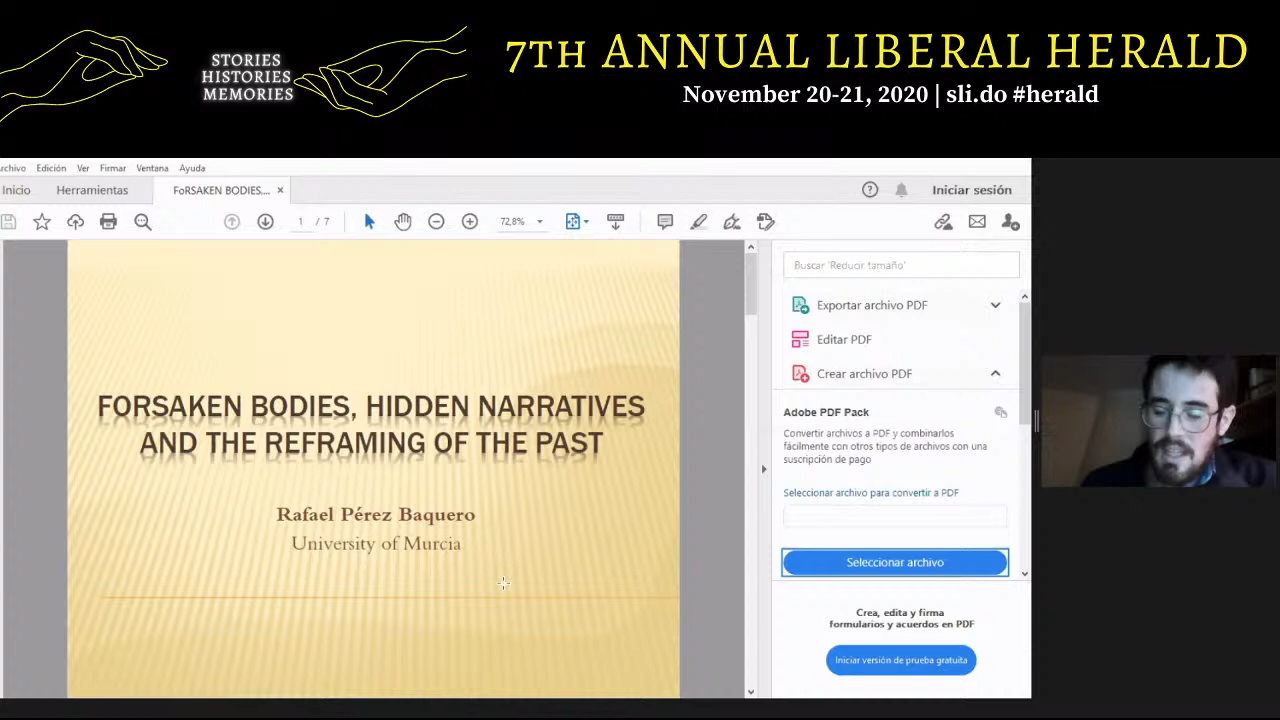 STORIES
HISTORIES
MEMORIES
7TH ANNUAL LIBERAL HERALD
November 20-21, 2020 | sli.do #herald
rchivo Edición Ver Firmar Ventana Ayuda
Inicio Herramientas FoRSAKEN BODIES.... × Iniciar sesión
1 / 7 72,8%
FORSAKEN BODIES, HIDDEN NARRATIVES
AND THE REFRAMING OF THE PAST
Rafael Pérez Baquero
University of Murcia
Buscar 'Reducir tamaño'
Exportar archivo PDF
Editar PDF
Crear archivo PDF
Adobe PDF Pack
Convertir archivos a PDF y combinarlos
fácilmente con otros tipos de archivos con una
suscripción de pago
Seleccionar archivo para convertir a PDF
Seleccionar archivo
Crea, edita y firma
formularios y acuerdos en PDF
Iniciar versión de prueba gratuita